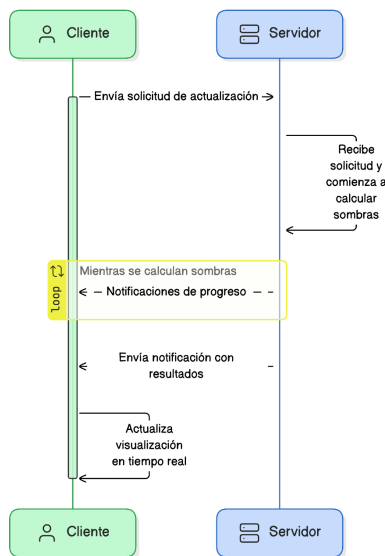 Cliente
Servidor
Envía solicitud de actualización
Recibe
solicitud y
comienza a
calcular
sombras
loop
Mientras se calculan sombras
Notificaciones de progreso
Envía notificación con
resultados
Actualiza
visualización
en tiempo real
Cliente
Servidor